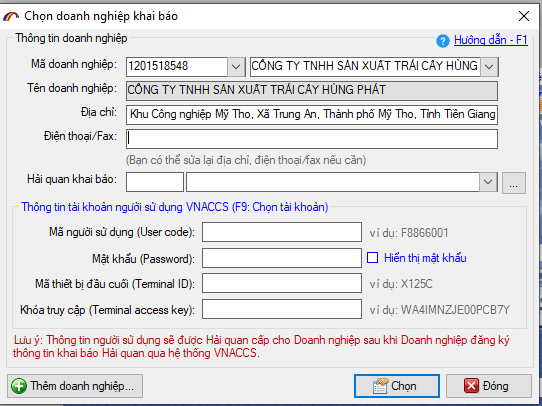 Chọn doanh nghiệp khai báo
Thông tin doanh nghiệp
Hướng dẫn - F1
Mã doanh nghiệp: 1201518548 CÔNG TY TNHH SẢN XUẤT TRÁI CÂY HÙNG
Tên doanh nghiệp: CÔNG TY TNHH SẢN XUẤT TRÁI CÂY HÙNG PHÁT
Địa chỉ: Khu Công nghiệp Mỹ Tho, Xã Trung An, Thành phố Mỹ Tho, Tỉnh Tiền Giang
Điện thoại/Fax:
(Bạn có thể sửa lại địa chỉ, điện thoại/fax nếu cần)
Hải quan khai báo: ...
Thông tin tài khoản người sử dụng VNACCS (F9: Chọn tài khoản)
Mã người sử dụng (User code): ví dụ: F8866001
Mật khẩu (Password): Hiển thị mật khẩu
Mã thiết bị đầu cuối (Terminal ID): ví dụ: X125C
Khóa truy cập (Terminal access key): ví dụ: WA4IMNZJE00PCB7Y
Lưu ý: Thông tin người sử dụng sẽ được Hải quan cấp cho Doanh nghiệp sau khi Doanh nghiệp đăng ký
thông tin khai báo Hải quan qua hệ thống VNACCS.
Thêm doanh nghiệp... Chọn Đóng